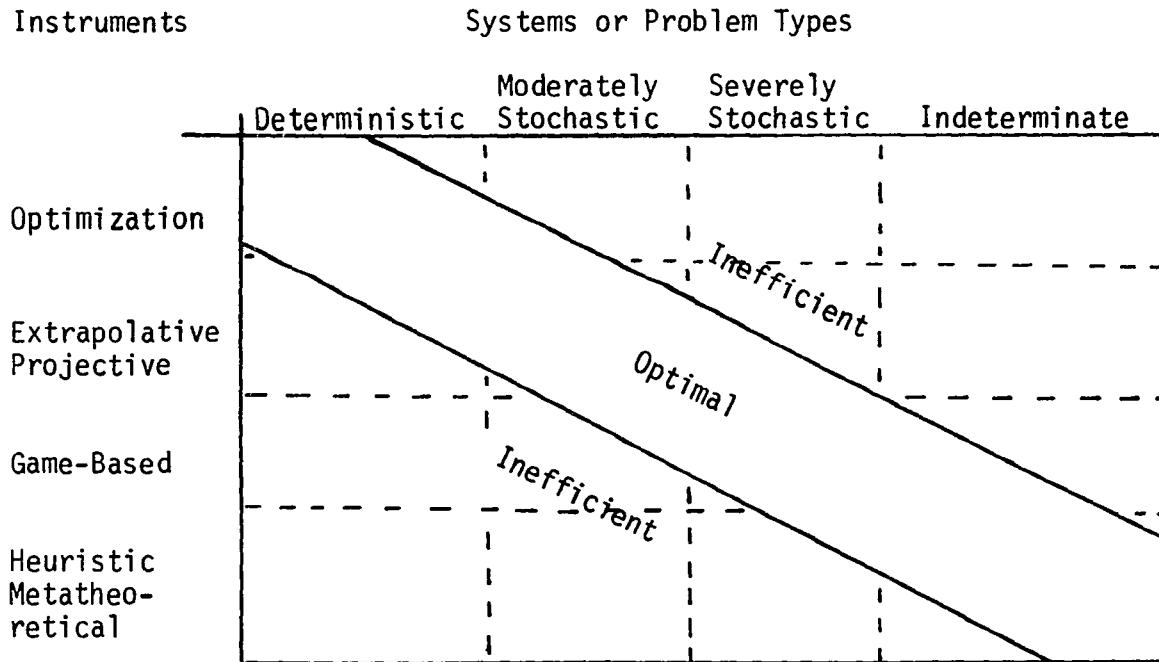 Instruments
Systems or Problem Types
Deterministic
Moderately
Stochastic
Severely
Stochastic
Indeterminate
Optimization
Inefficient
Extrapolative
Projective
Optimal
Game-Based
Inefficient
Heuristic
Metatheo-
retical